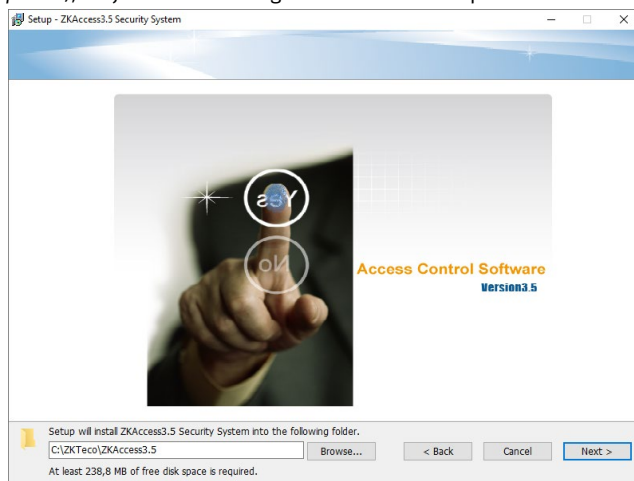 Setup - ZKAccess3.5 Security System
Yes
No
Access Control Software
Version3.5
Setup will install ZKAccess3.5 Security System into the following folder.
C:\ZKTeco\ZKAccess3.5
Browse...
< Back
Cancel
Next >
At least 238,8 MB of free disk space is required.